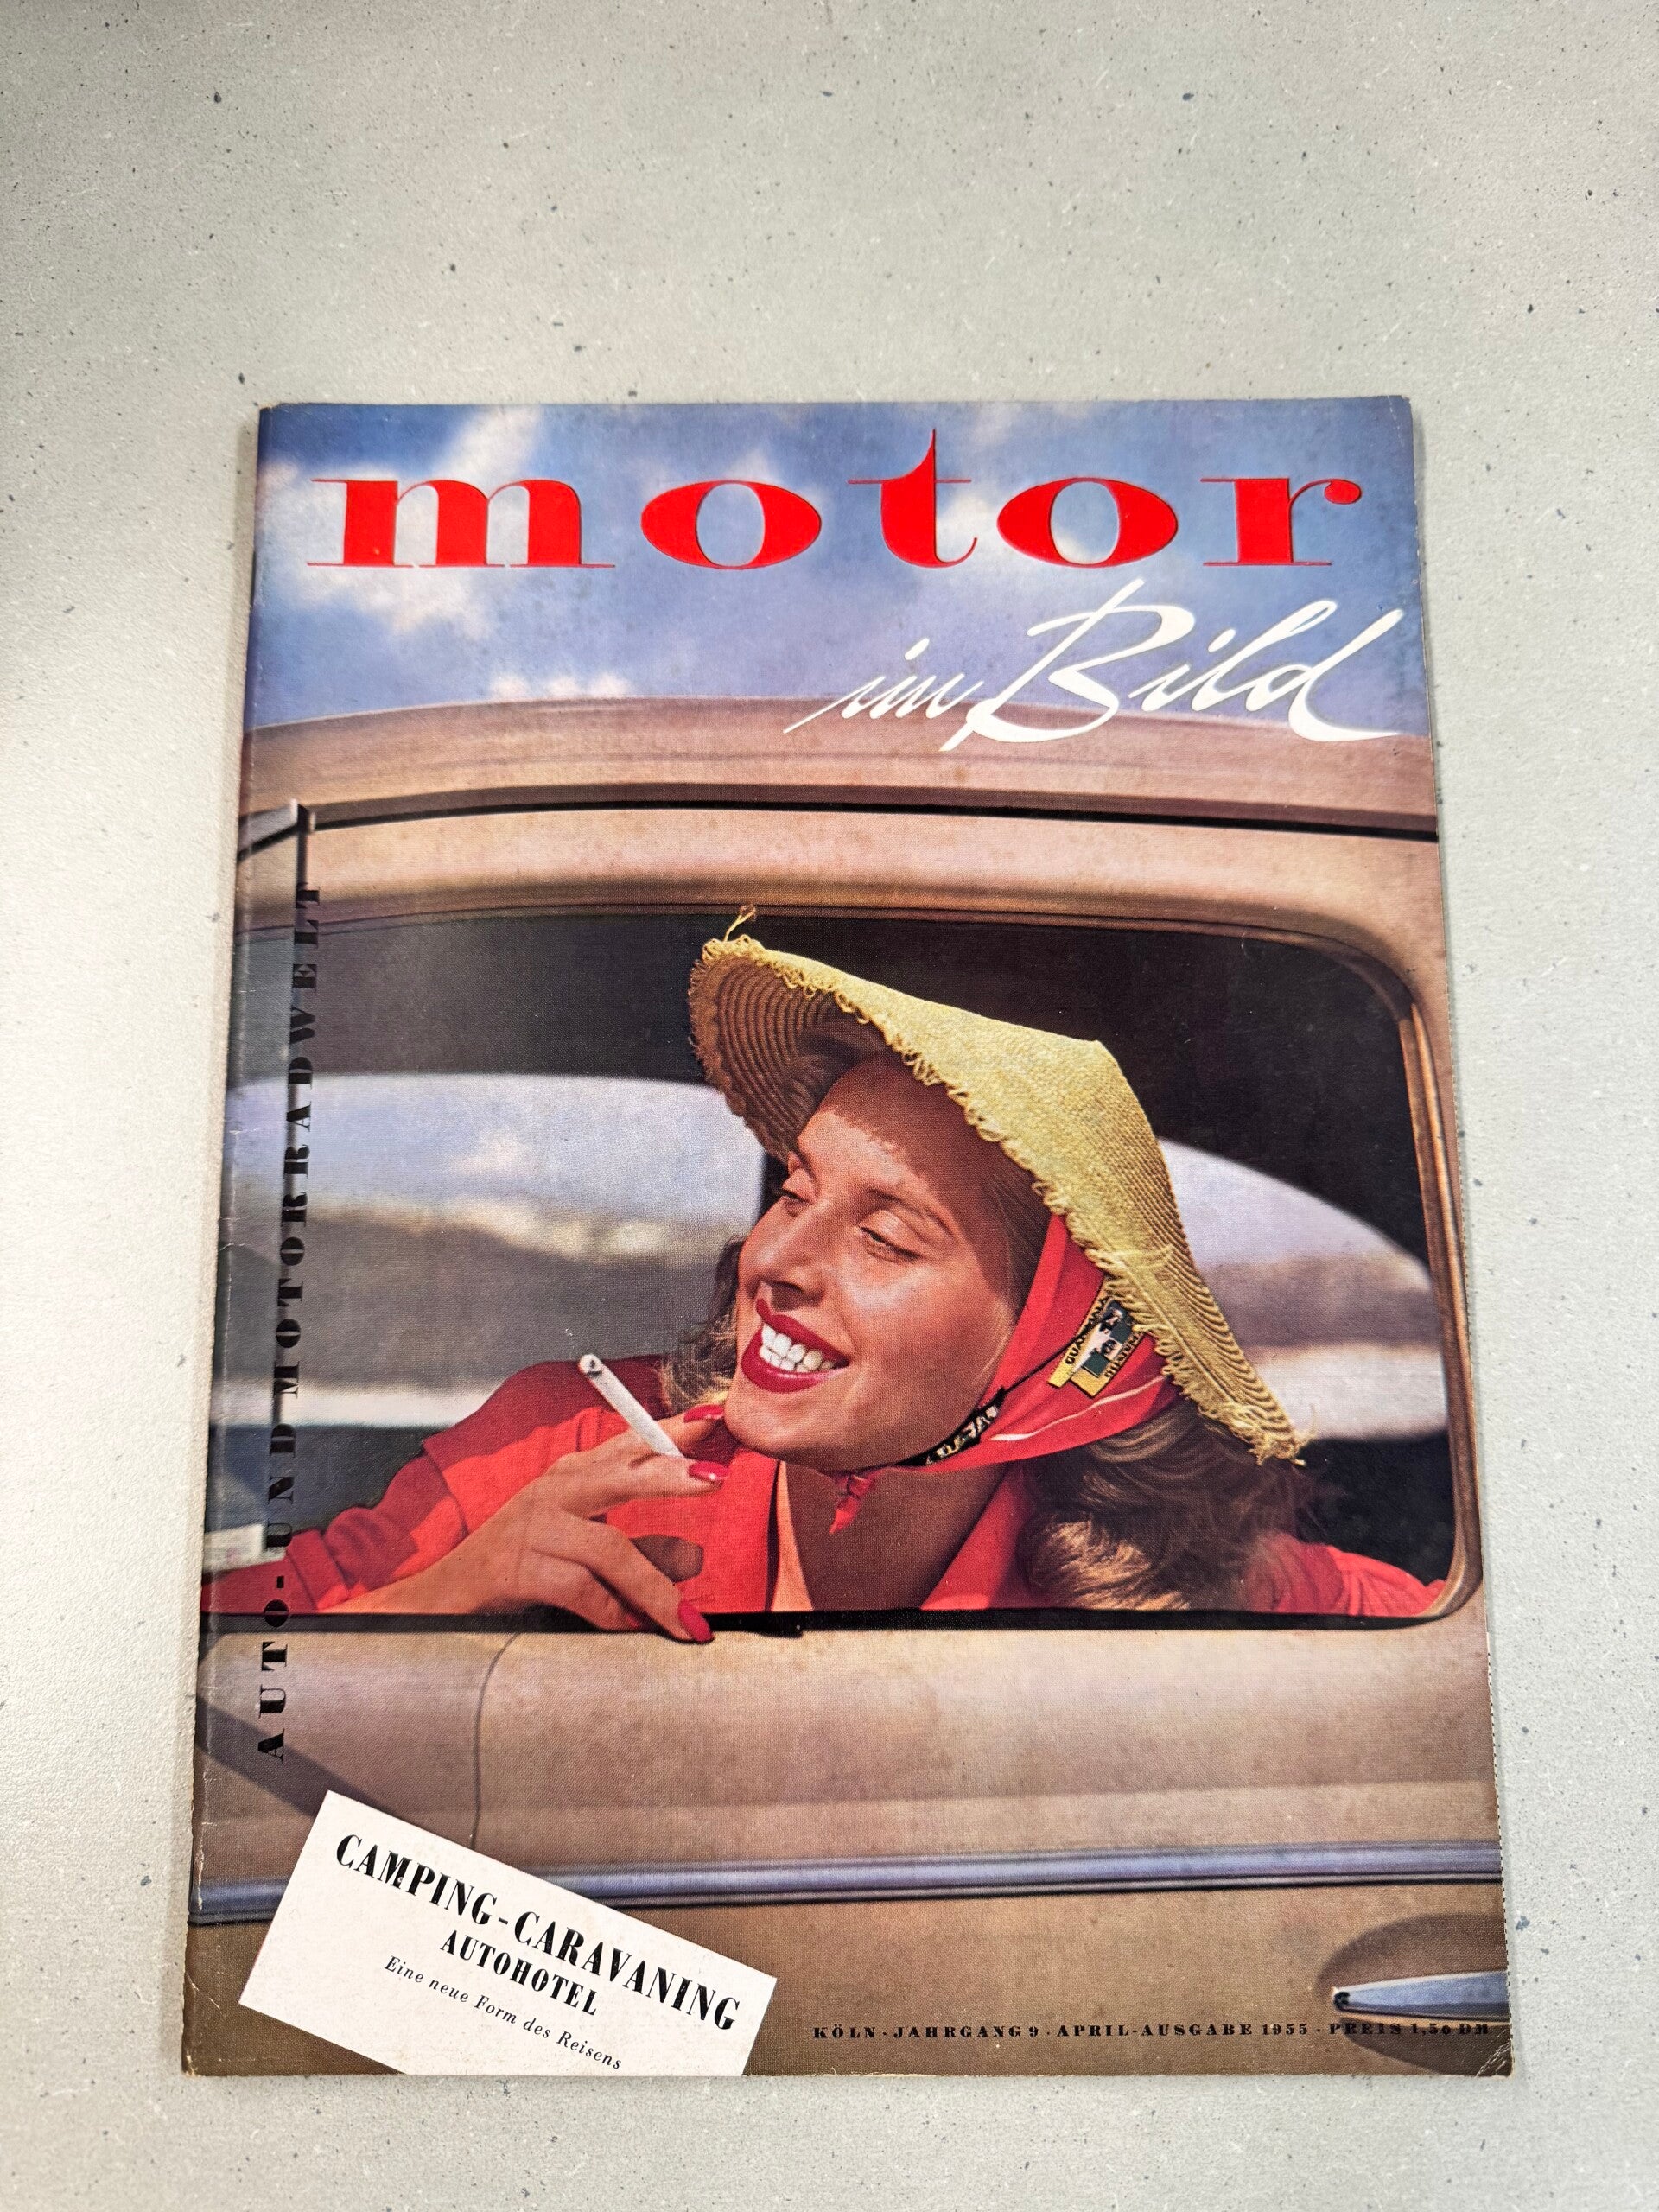 motor
im Bild
AUTO- UND MOTORRADWELT
CAMPING-CARAVANING
AUTOHOTEL
Eine neue Form des Reisens
KÖLN · JAHRGANG 9 · APRIL-AUSGABE 1955 · PREIS 1,50 DM